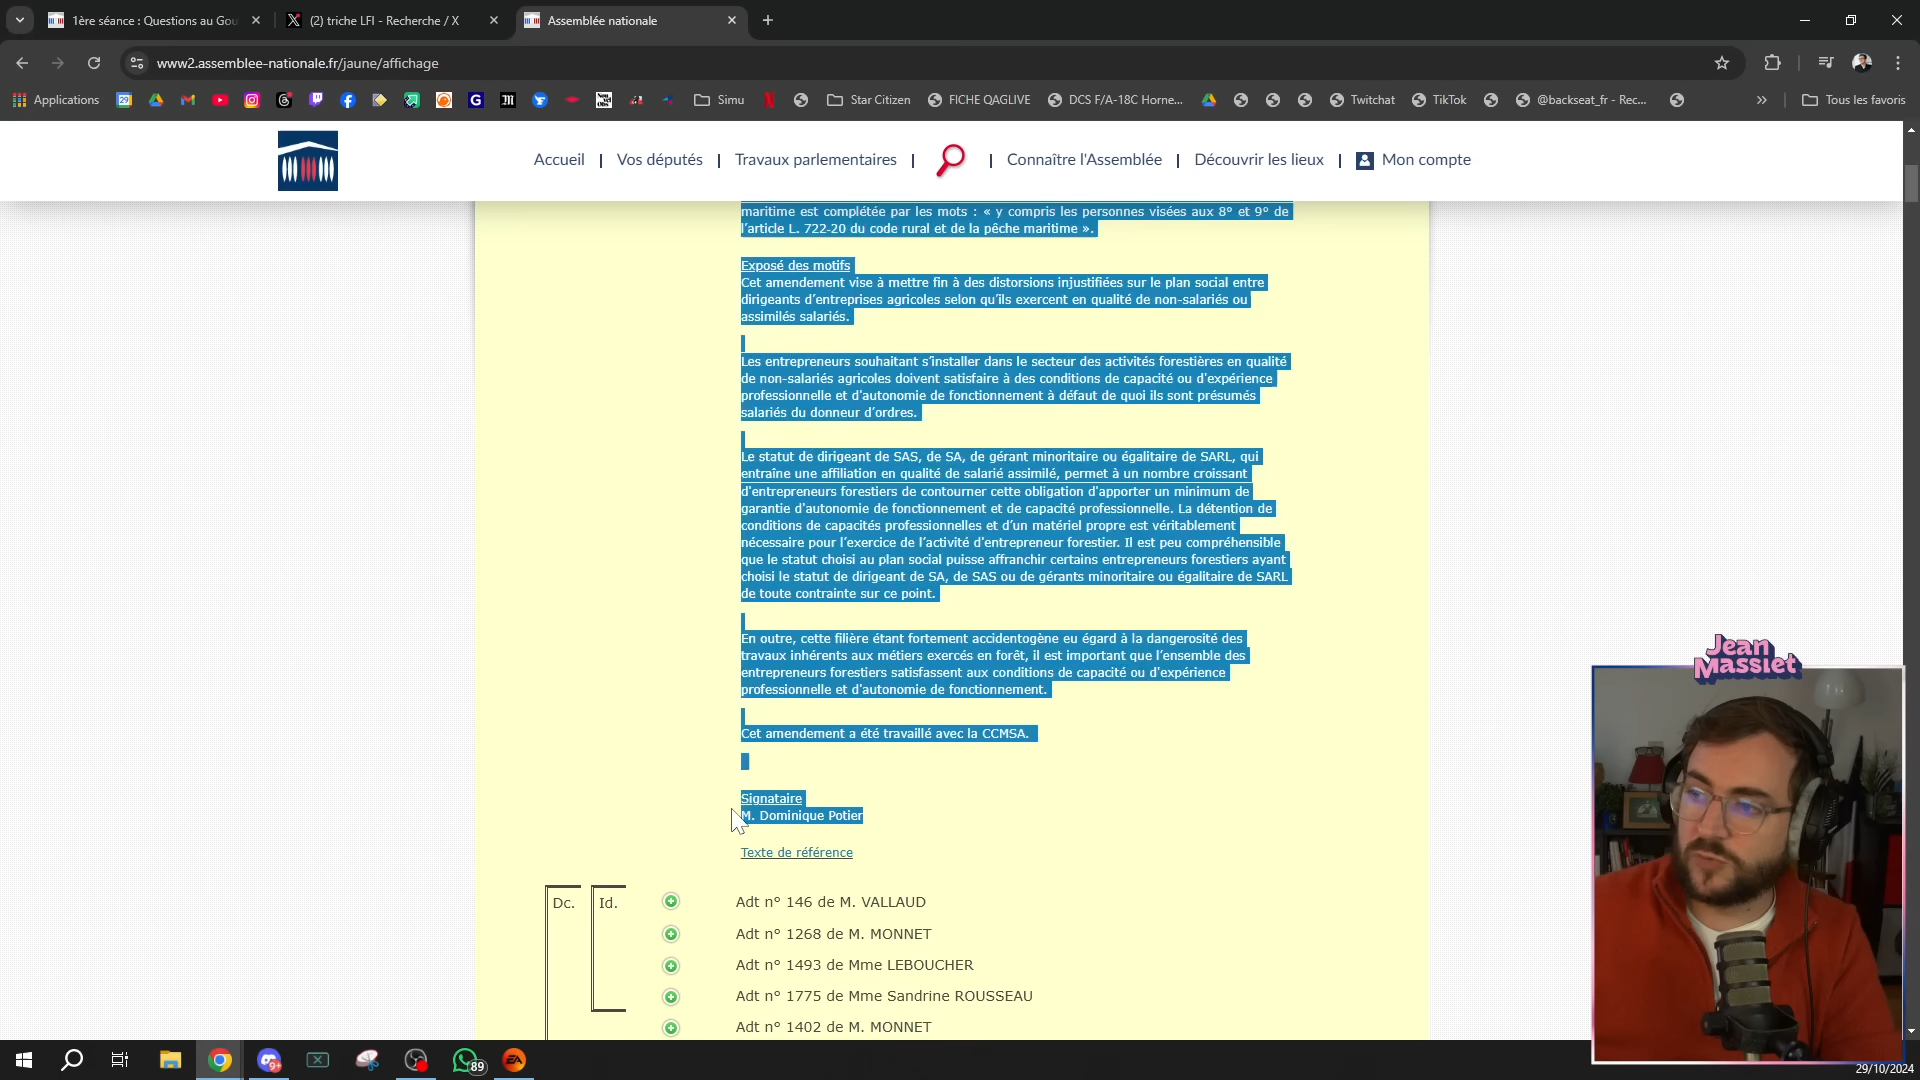 1ère séance : Questions au Gou
(2) triche LFI - Recherche / X
Assemblée nationale
www2.assemblee-nationale.fr/jaune/affichage
Applications
Simu
Star Citizen
FICHE QAGLIVE
DCS F/A-18C Horne...
Twitchat
TikTok
@backseat_fr - Rec...
Tous les favoris
Accueil | Vos députés | Travaux parlementaires | | Connaître l'Assemblée | Découvrir les lieux | Mon compte
maritime est complétée par les mots : « y compris les personnes visées aux 8° et 9° de
l'article L. 722-20 du code rural et de la pêche maritime ».
Exposé des motifs
Cet amendement vise à mettre fin à des distorsions injustifiées sur le plan social entre
dirigeants d'entreprises agricoles selon qu'ils exercent en qualité de non-salariés ou
assimilés salariés.
Les entrepreneurs souhaitant s'installer dans le secteur des activités forestières en qualité
de non-salariés agricoles doivent satisfaire à des conditions de capacité ou d'expérience
professionnelle et d'autonomie de fonctionnement à défaut de quoi ils sont présumés
salariés du donneur d'ordres.
Le statut de dirigeant de SAS, de SA, de gérant minoritaire ou égalitaire de SARL, qui
entraîne une affiliation en qualité de salarié assimilé, permet à un nombre croissant
d'entrepreneurs forestiers de contourner cette obligation d'apporter un minimum de
garantie d'autonomie de fonctionnement et de capacité professionnelle. La détention de
conditions de capacités professionnelles et d'un matériel propre est véritablement
nécessaire pour l'exercice de l'activité d'entrepreneur forestier. Il est peu compréhensible
que le statut choisi au plan social puisse affranchir certains entrepreneurs forestiers ayant
choisi le statut de dirigeant de SA, de SAS ou de gérants minoritaire ou égalitaire de SARL
de toute contrainte sur ce point.
En outre, cette filière étant fortement accidentogène eu égard à la dangerosité des
travaux inhérents aux métiers exercés en forêt, il est important que l'ensemble des
entrepreneurs forestiers satisfassent aux conditions de capacité ou d'expérience
professionnelle et d'autonomie de fonctionnement.
Cet amendement a été travaillé avec la CCMSA.
Signataire
M. Dominique Potier
Texte de référence
Dc. Id. Adt n° 146 de M. VALLAUD
Adt n° 1268 de M. MONNET
Adt n° 1493 de Mme LEBOUCHER
Adt n° 1775 de Mme Sandrine ROUSSEAU
Adt n° 1402 de M. MONNET
Jean
Massiet
9+
89
EA
29/10/2024